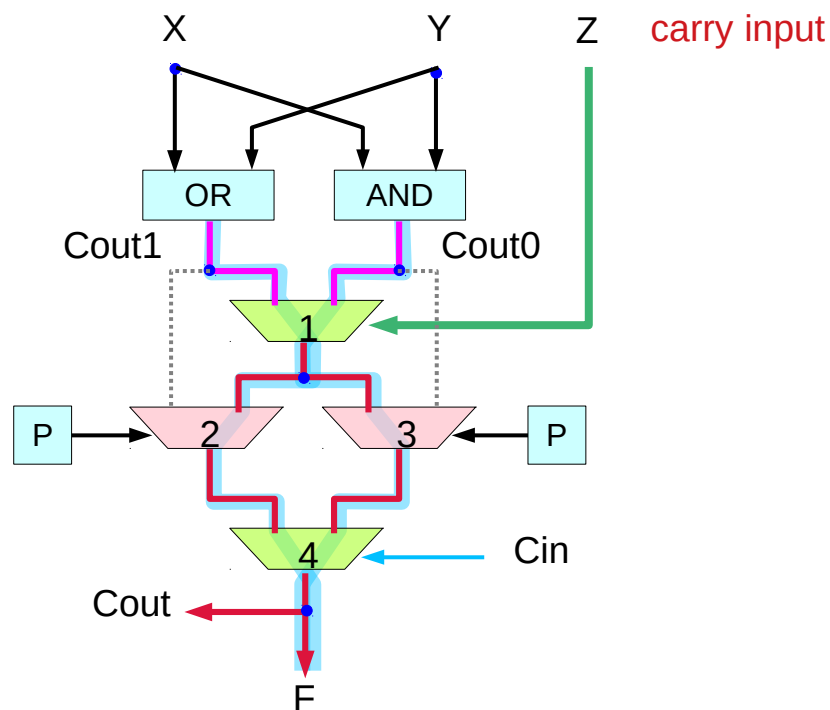 X Y Z carry input
OR AND
Cout1 Cout0
1
P 2 3 P
4 Cin
Cout
F